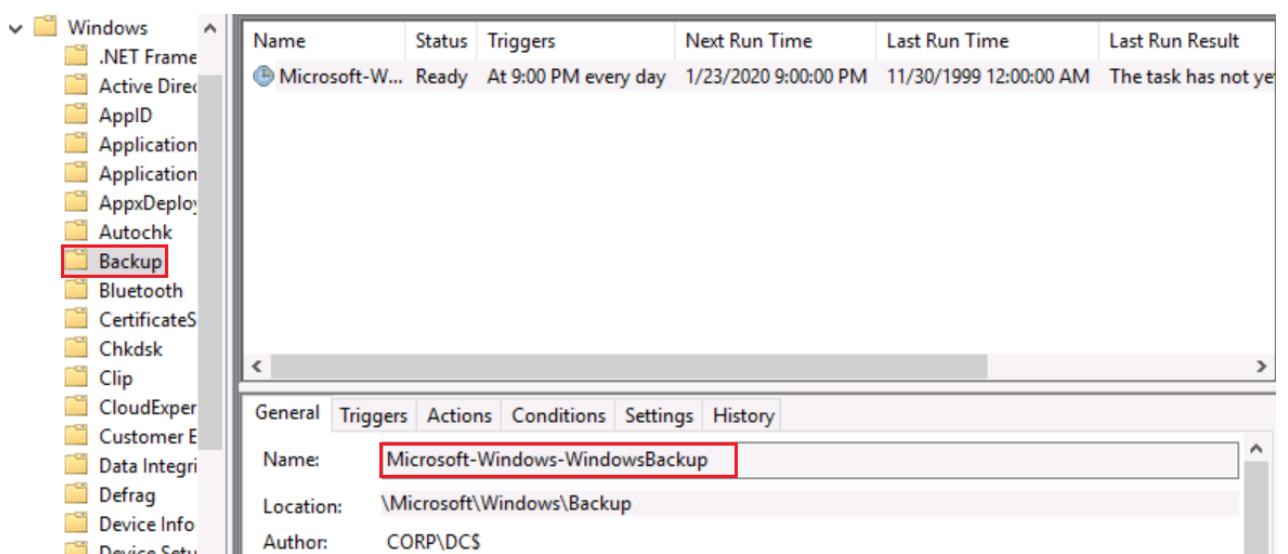 Windows
.NET Frame
Active Direc
AppID
Application
Application
AppxDeploy
Autochk
Backup
Bluetooth
CertificateS
Chkdsk
Clip
CloudExper
Customer E
Data Integri
Defrag
Device Info
Device Setu
Name Status Triggers Next Run Time Last Run Time Last Run Result
Microsoft-W... Ready At 9:00 PM every day 1/23/2020 9:00:00 PM 11/30/1999 12:00:00 AM The task has not yet
General Triggers Actions Conditions Settings History
Name: Microsoft-Windows-WindowsBackup
Location: \Microsoft\Windows\Backup
Author: CORP\DC$